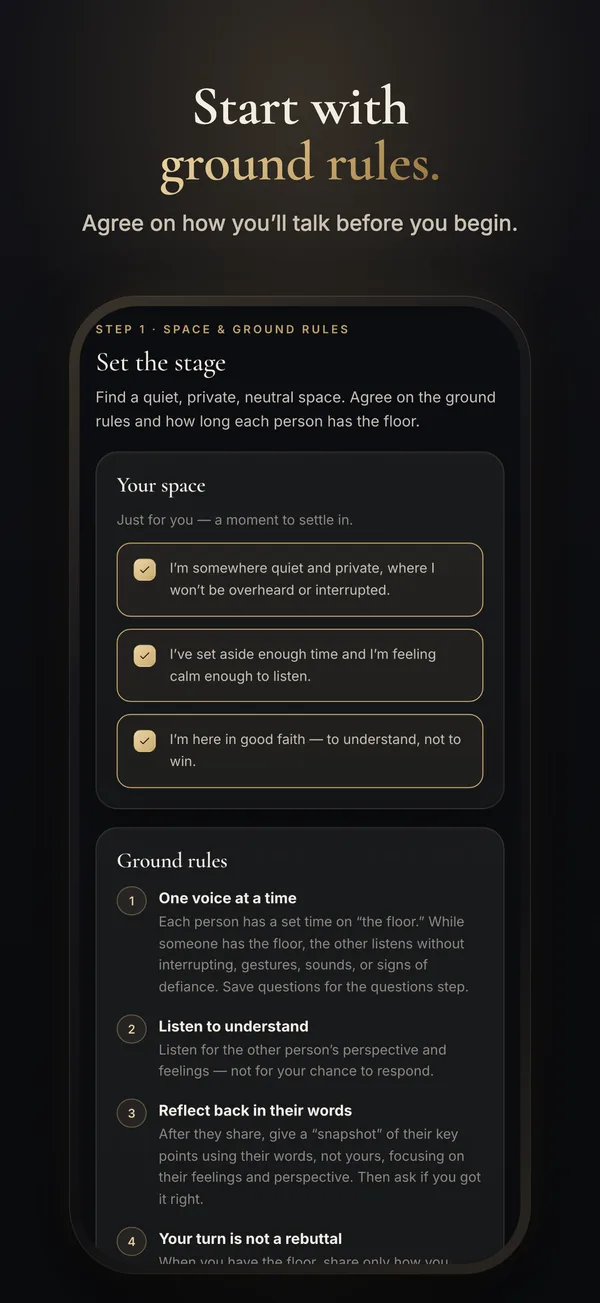 Start with
ground rules.
Agree on how you’ll talk before you begin.
STEP 1 · SPACE & GROUND RULES
Set the stage
Find a quiet, private, neutral space. Agree on the ground
rules and how long each person has the floor.
Your space
Just for you — a moment to settle in.
I’m somewhere quiet and private, where I
won’t be overheard or interrupted.
I’ve set aside enough time and I’m feeling
calm enough to listen.
I’m here in good faith — to understand, not to
win.
Ground rules
1 One voice at a time
Each person has a set time on “the floor.” While
someone has the floor, the other listens without
interrupting, gestures, sounds, or signs of
defiance. Save questions for the questions step.
2 Listen to understand
Listen for the other person’s perspective and
feelings — not for your chance to respond.
3 Reflect back in their words
After they share, give a “snapshot” of their key
points using their words, not yours, focusing on
their feelings and perspective. Then ask if you got
it right.
4 Your turn is not a rebuttal
When you have the floor, share only how you